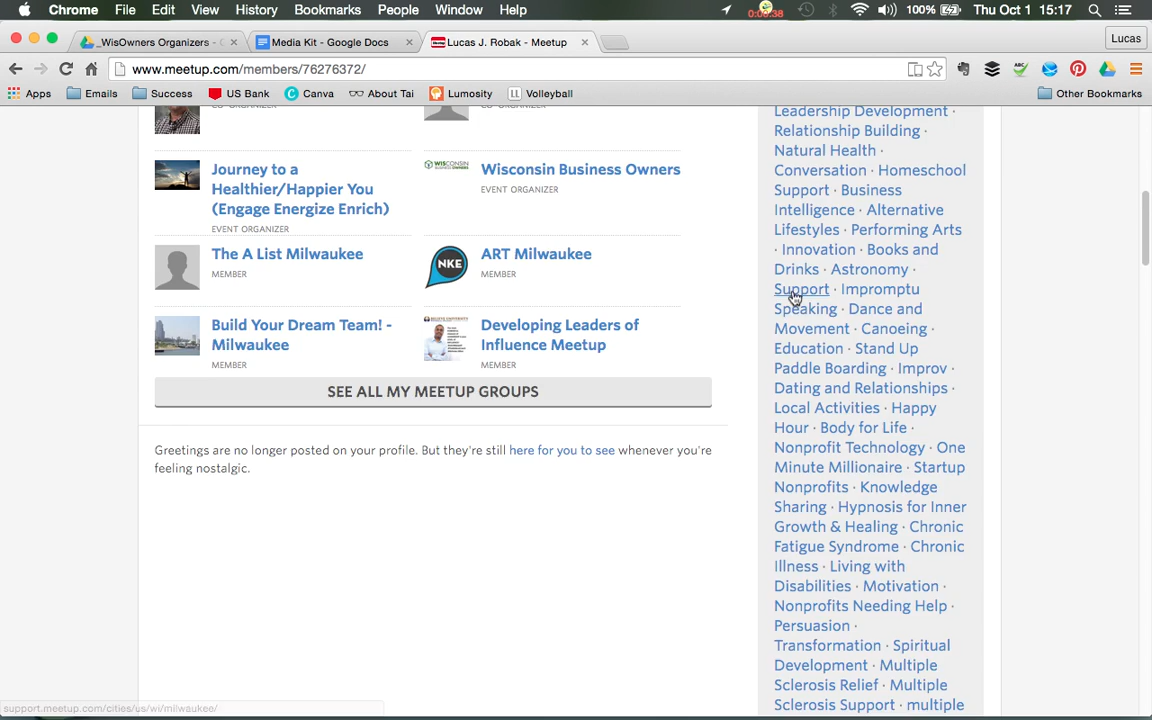 Chrome File Edit View History Bookmarks People Window Help 100% Thu Oct 1 15:17
_WisOwners Organizers - Media Kit - Google Docs Lucas J. Robak - Meetup Lucas
www.meetup.com/members/76276372/
Apps Emails Success US Bank Canva About Tai Lumosity LL Volleyball Other Bookmarks
CO-ORGANIZER
Journey to a
Healthier/Happier You
(Engage Energize Enrich)
EVENT ORGANIZER
Wisconsin Business Owners
EVENT ORGANIZER
The A List Milwaukee
MEMBER
NKE
ART Milwaukee
MEMBER
Build Your Dream Team! -
Milwaukee
MEMBER
Developing Leaders of
Influence Meetup
MEMBER
SEE ALL MY MEETUP GROUPS
Greetings are no longer posted on your profile. But they're still here for you to see whenever you're
feeling nostalgic.
Leadership Development ·
Relationship Building ·
Natural Health ·
Conversation · Homeschool
Support · Business
Intelligence · Alternative
Lifestyles · Performing Arts
· Innovation · Books and
Drinks · Astronomy ·
Support · Impromptu
Speaking · Dance and
Movement · Canoeing ·
Education · Stand Up
Paddle Boarding · Improv ·
Dating and Relationships ·
Local Activities · Happy
Hour · Body for Life ·
Nonprofit Technology · One
Minute Millionaire · Startup
Nonprofits · Knowledge
Sharing · Hypnosis for Inner
Growth & Healing · Chronic
Fatigue Syndrome · Chronic
Illness · Living with
Disabilities · Motivation ·
Nonprofits Needing Help ·
Persuasion ·
Transformation · Spiritual
Development · Multiple
Sclerosis Relief · Multiple
Sclerosis Support · multiple
support.meetup.com/cities/us/wi/milwaukee/